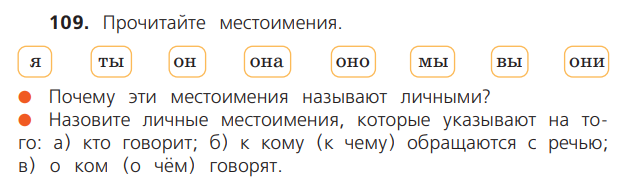 109. Прочитайте местоимения.
я ты он она оно мы вы они
Почему эти местоимения называют личными?
Назовите личные местоимения, которые указывают на то-
го: а) кто говорит; б) к кому (к чему) обращаются с речью;
в) о ком (о чём) говорят.